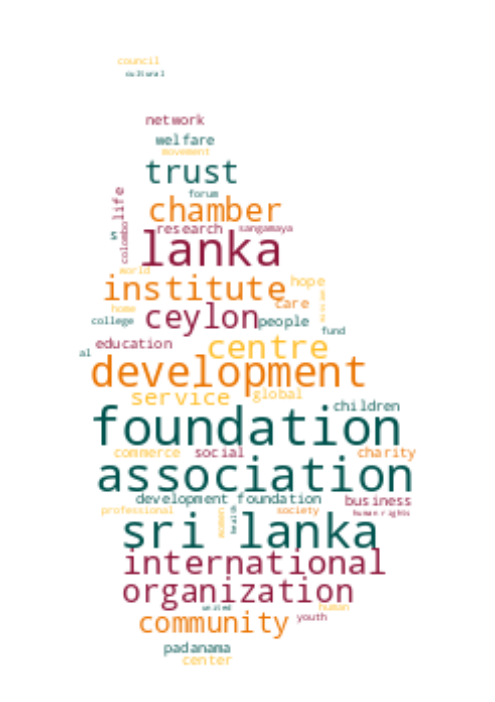 council
cultural
network
welfare
movement
trust
forum
life
chamber
research sangamaya
in
colombo
lanka
world
institute hope
care
home
ceylon people
college
fund
education
centre
al
development
service global
children
foundation
commerce social charity
association
development foundation business
professional society human rights
women
health
sri lanka
international
organization
united human
community youth
padanama
center